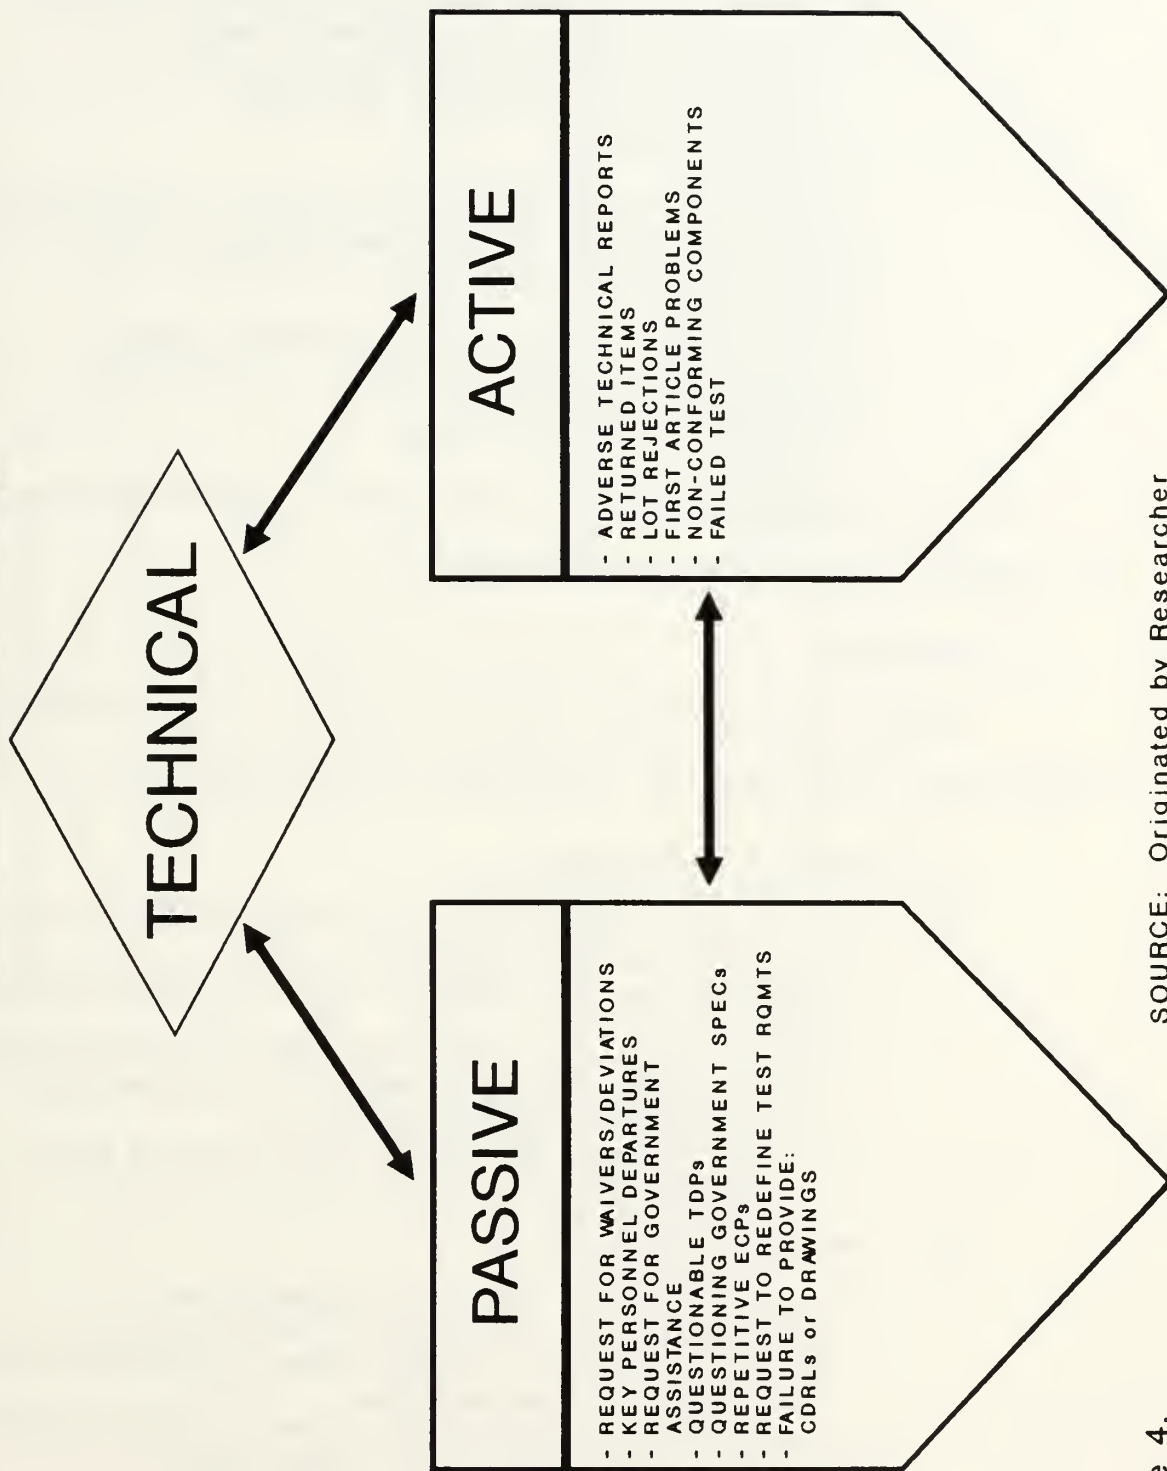 TECHNICAL
PASSIVE
- REQUEST FOR WAIVERS/DEVIATIONS
- KEY PERSONNEL DEPARTURES
- REQUEST FOR GOVERNMENT
ASSISTANCE
- QUESTIONABLE TDPs
- QUESTIONING GOVERNMENT SPECs
- REPETITIVE ECPs
- REQUEST TO REDEFINE TEST RQMTS
- FAILURE TO PROVIDE:
CDRLs or DRAWINGS
ACTIVE
- ADVERSE TECHNICAL REPORTS
- RETURNED ITEMS
- LOT REJECTIONS
- FIRST ARTICLE PROBLEMS
- NON-CONFORMING COMPONENTS
- FAILED TEST
e 4.
SOURCE: Originated by Researcher